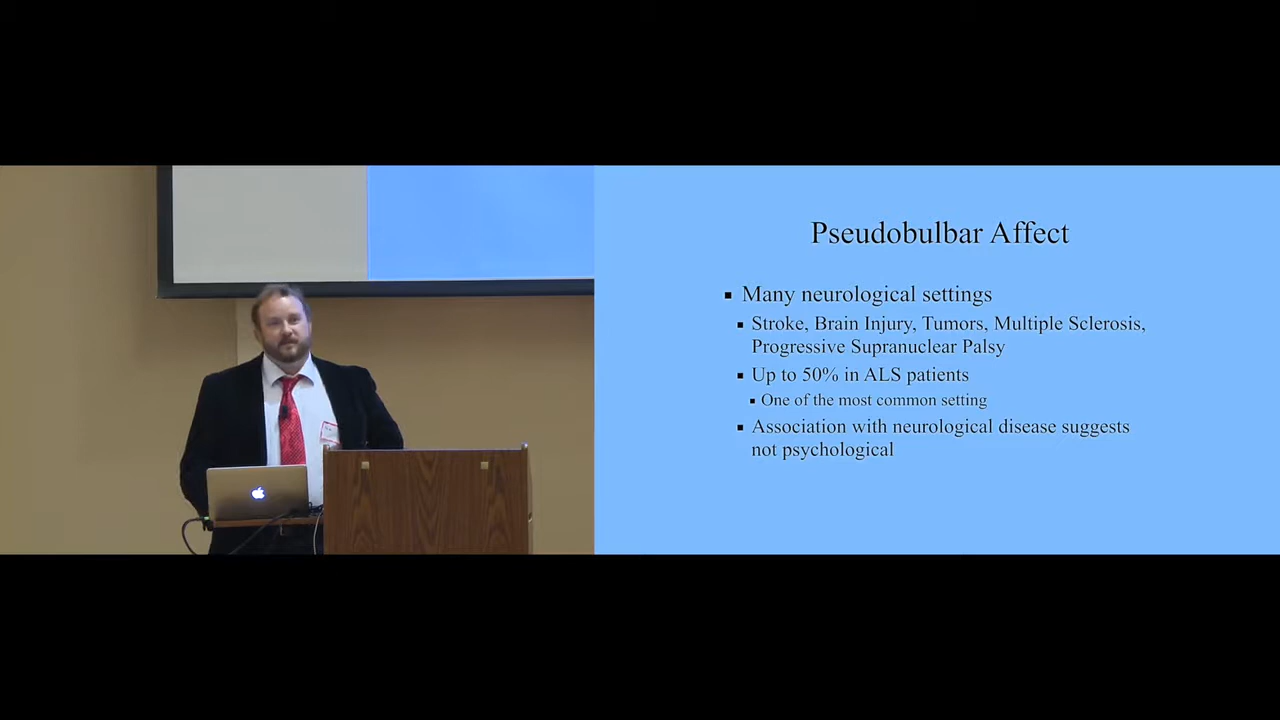 Pseudobulbar Affect
▪ Many neurological settings
▪ Stroke, Brain Injury, Tumors, Multiple Sclerosis,
Progressive Supranuclear Palsy
▪ Up to 50% in ALS patients
▪ One of the most common setting
▪ Association with neurological disease suggests
not psychological